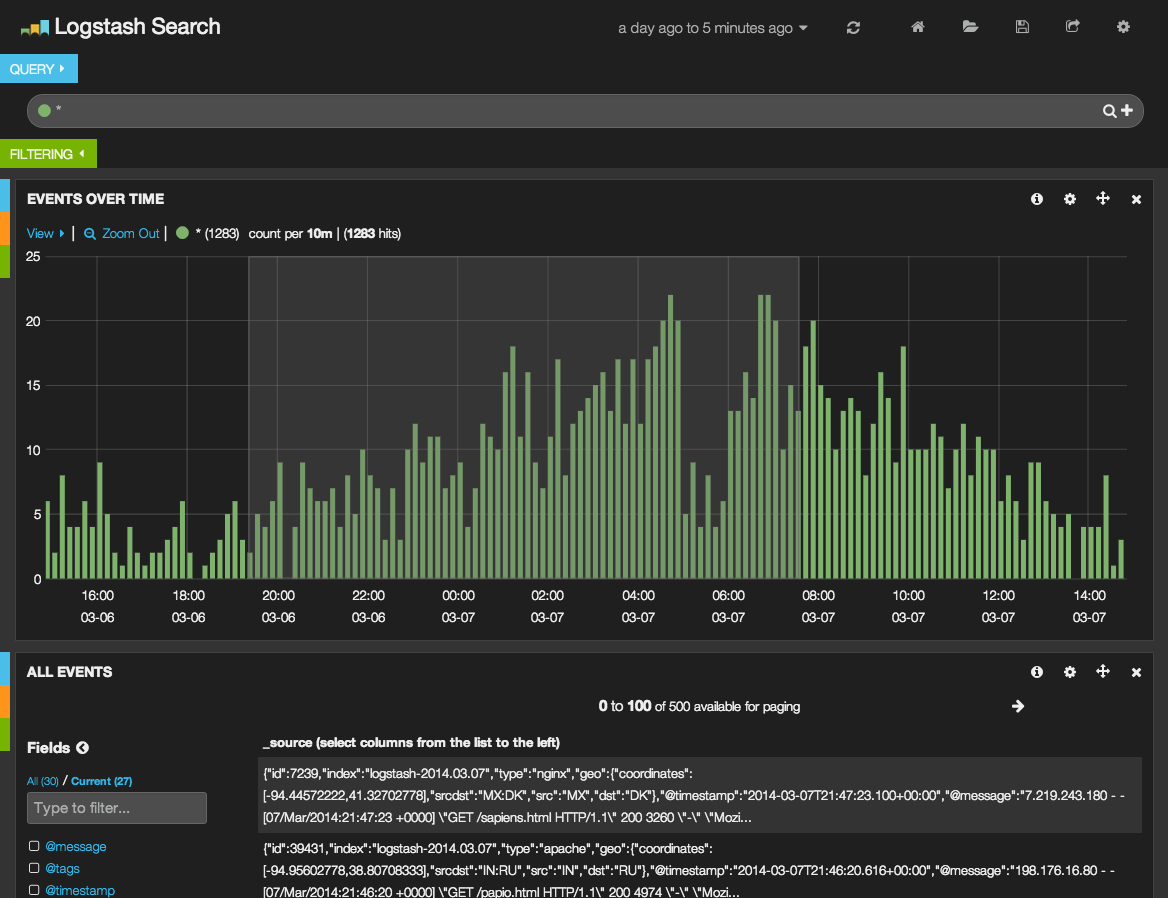 Logstash Search
a day ago to 5 minutes ago
QUERY
*
FILTERING
EVENTS OVER TIME
View | Zoom Out | * (1283) count per 10m | (1283 hits)
25
20
15
10
5
0
16:00 18:00 20:00 22:00 00:00 02:00 04:00 06:00 08:00 10:00 12:00 14:00
03-06 03-06 03-06 03-06 03-07 03-07 03-07 03-07 03-07 03-07 03-07 03-07
ALL EVENTS
0 to 100 of 500 available for paging
Fields
All (30) / Current (27)
Type to filter...
@message
@tags
@timestamp
_source (select columns from the list to the left)
{"id":7239,"index":"logstash-2014.03.07","type":"nginx","geo":{"coordinates":
[-94.44572222,41.32702778],"srcdst":"MX:DK","src":"MX","dst":"DK"},"@timestamp":"2014-03-07T21:47:23.100+00:00","@message":"7.219.243.180 - -
[07/Mar/2014:21:47:23 +0000] \"GET /sapiens.html HTTP/1.1\" 200 3260 \"-\" \"Mozi...
{"id":39431,"index":"logstash-2014.03.07","type":"apache","geo":{"coordinates":
[-94.95602778,38.80708333],"srcdst":"IN:RU","src":"IN","dst":"RU"},"@timestamp":"2014-03-07T21:46:20.616+00:00","@message":"198.176.16.80 - -
[07/Mar/2014:21:46:20 +0000] \"GET /papio.html HTTP/1.1\" 200 4974 \"-\" \"Mozi...